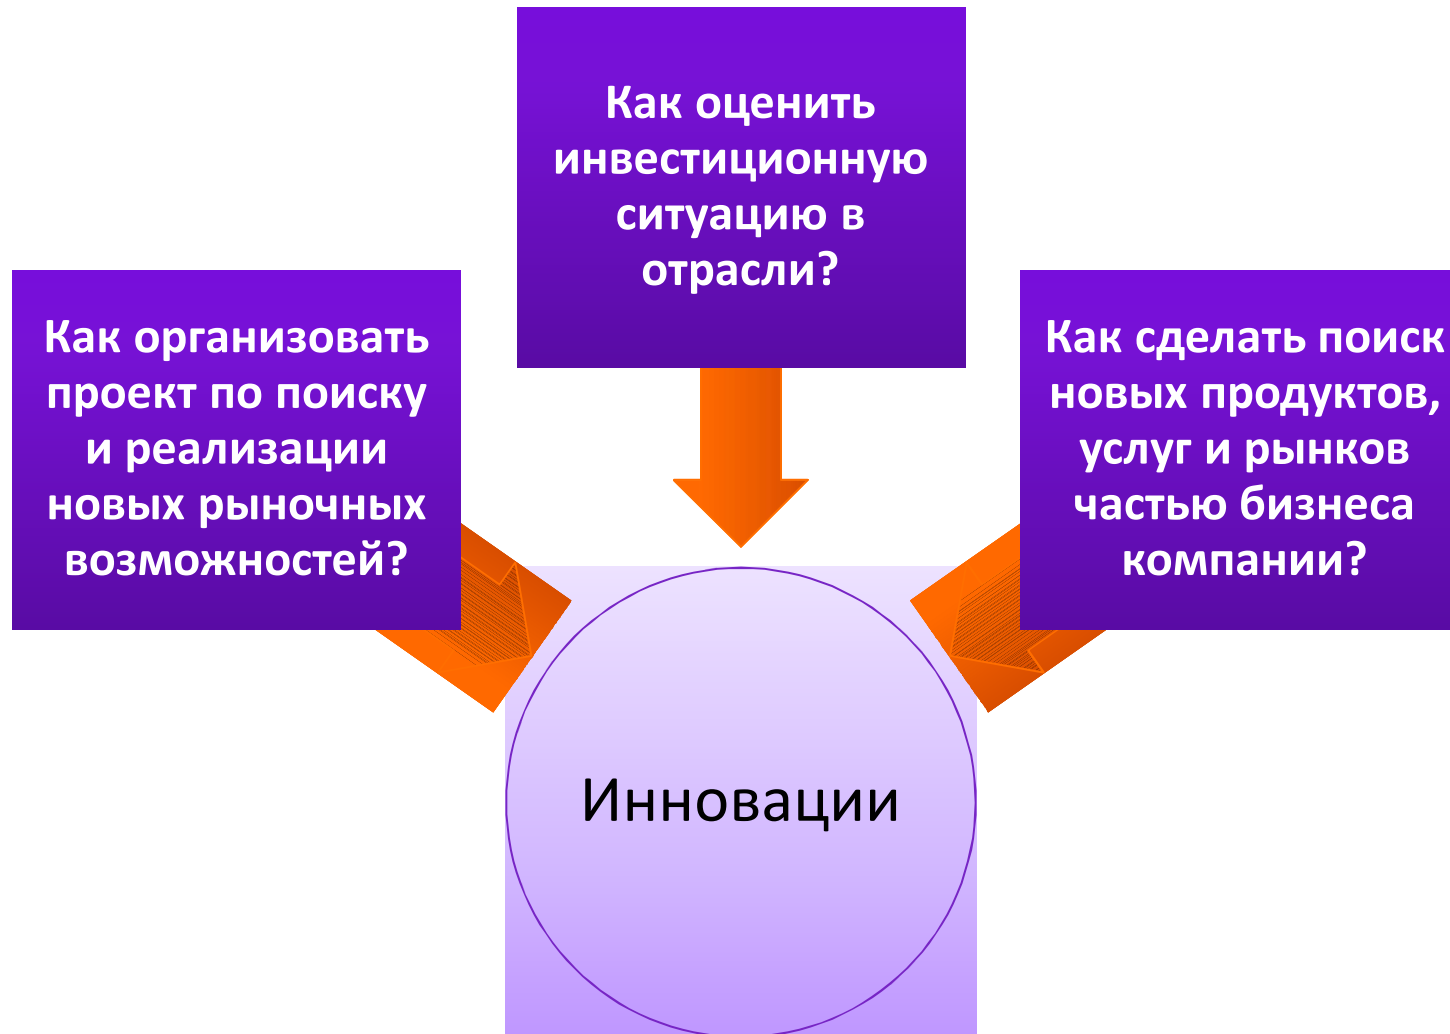 Как оценить
инвестиционную
ситуацию в
отрасли?
Как организовать
проект по поиску
и реализации
новых рыночных
возможностей?
Как сделать поиск
новых продуктов,
услуг и рынков
частью бизнеса
компании?
Инновации